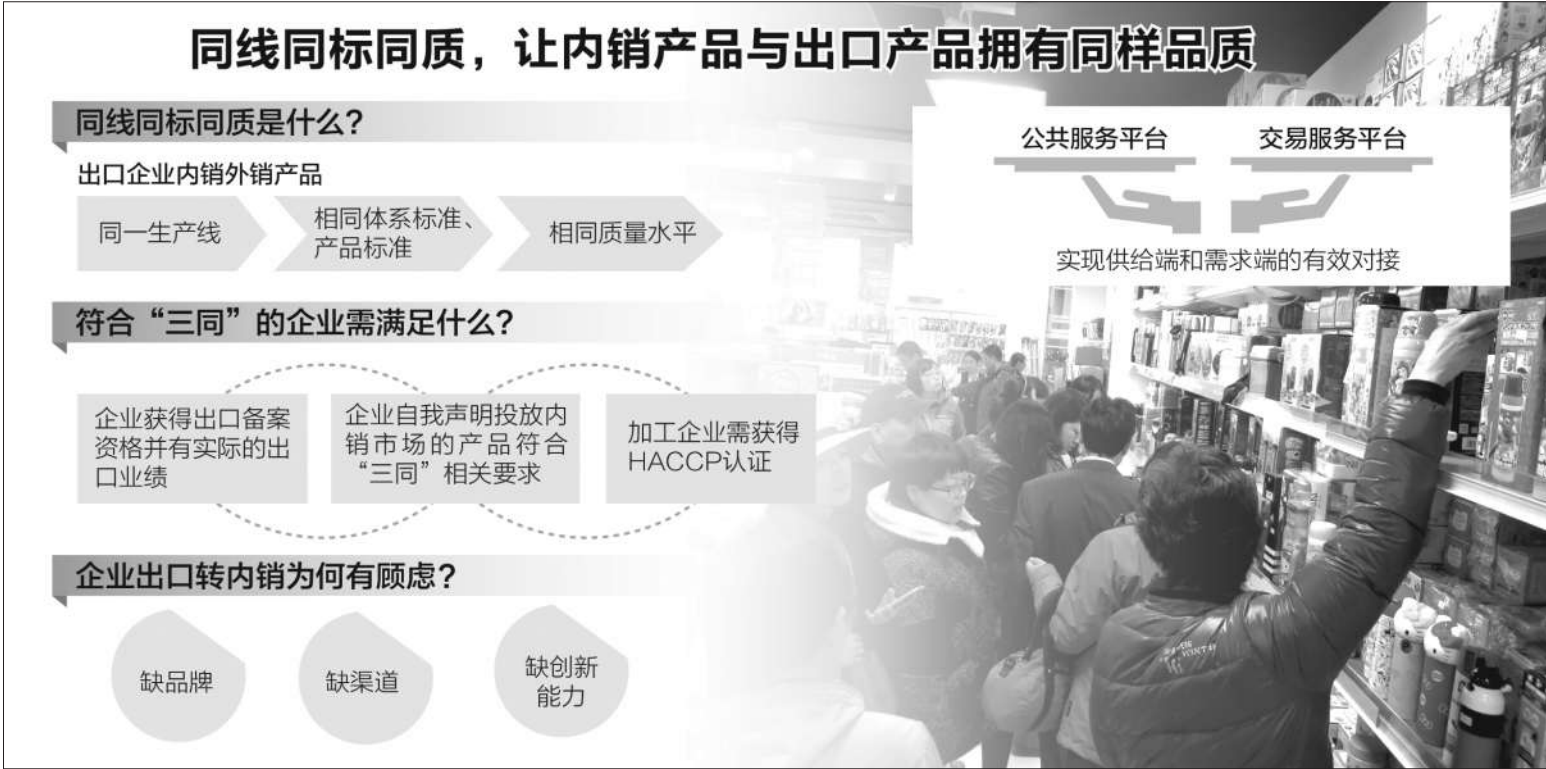 同线同标同质，让内销产品与出口产品拥有同样品质
同线同标同质是什么？
出口企业内销外销产品
同一生产线
相同体系标准、
产品标准
相同质量水平
公共服务平台
交易服务平台
实现供给端和需求端的有效对接
符合“三同”的企业需满足什么？
企业获得出口备案
资格并有实际的出
口业绩
企业自我声明投放内
销市场的产品符合
“三同”相关要求
加工企业需获得
HACCP认证
企业出口转内销为何有顾虑？
缺品牌
缺渠道
缺创新
能力